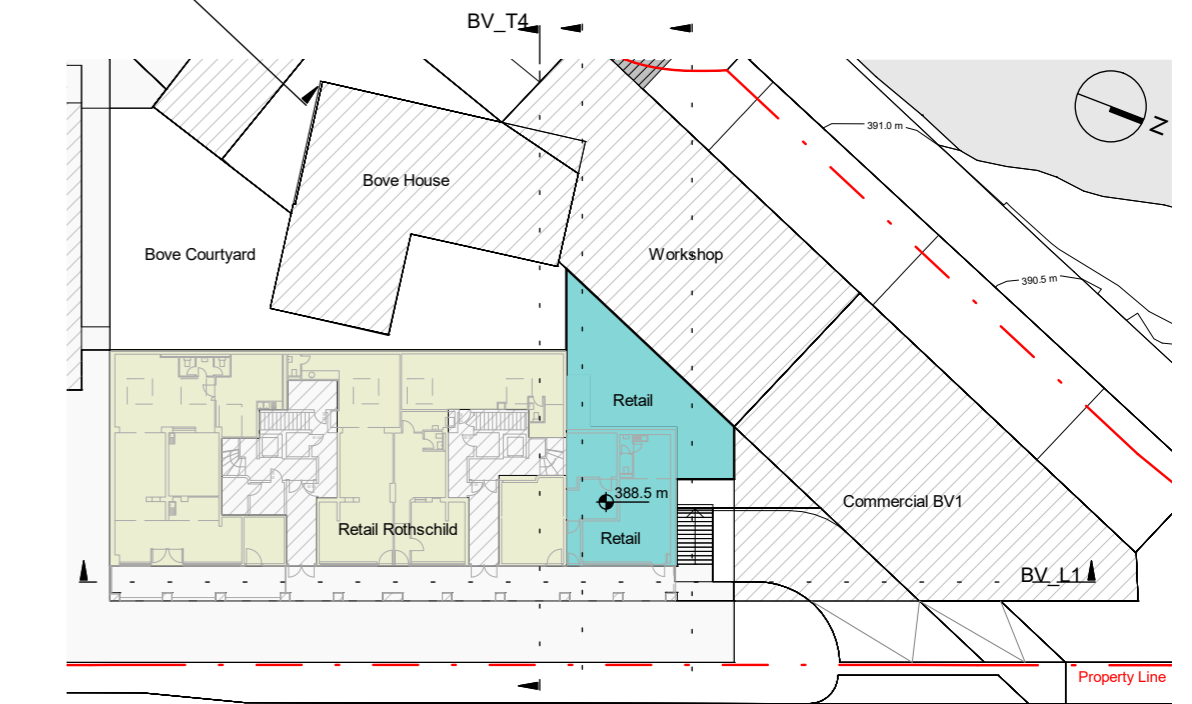 BV_T4
391.0 m
N
Bove House
Bove Courtyard
Workshop
390.5 m
Retail
388.5 m
Commercial BV1
Retail Rothschild
Retail
BV_L1
Property Line